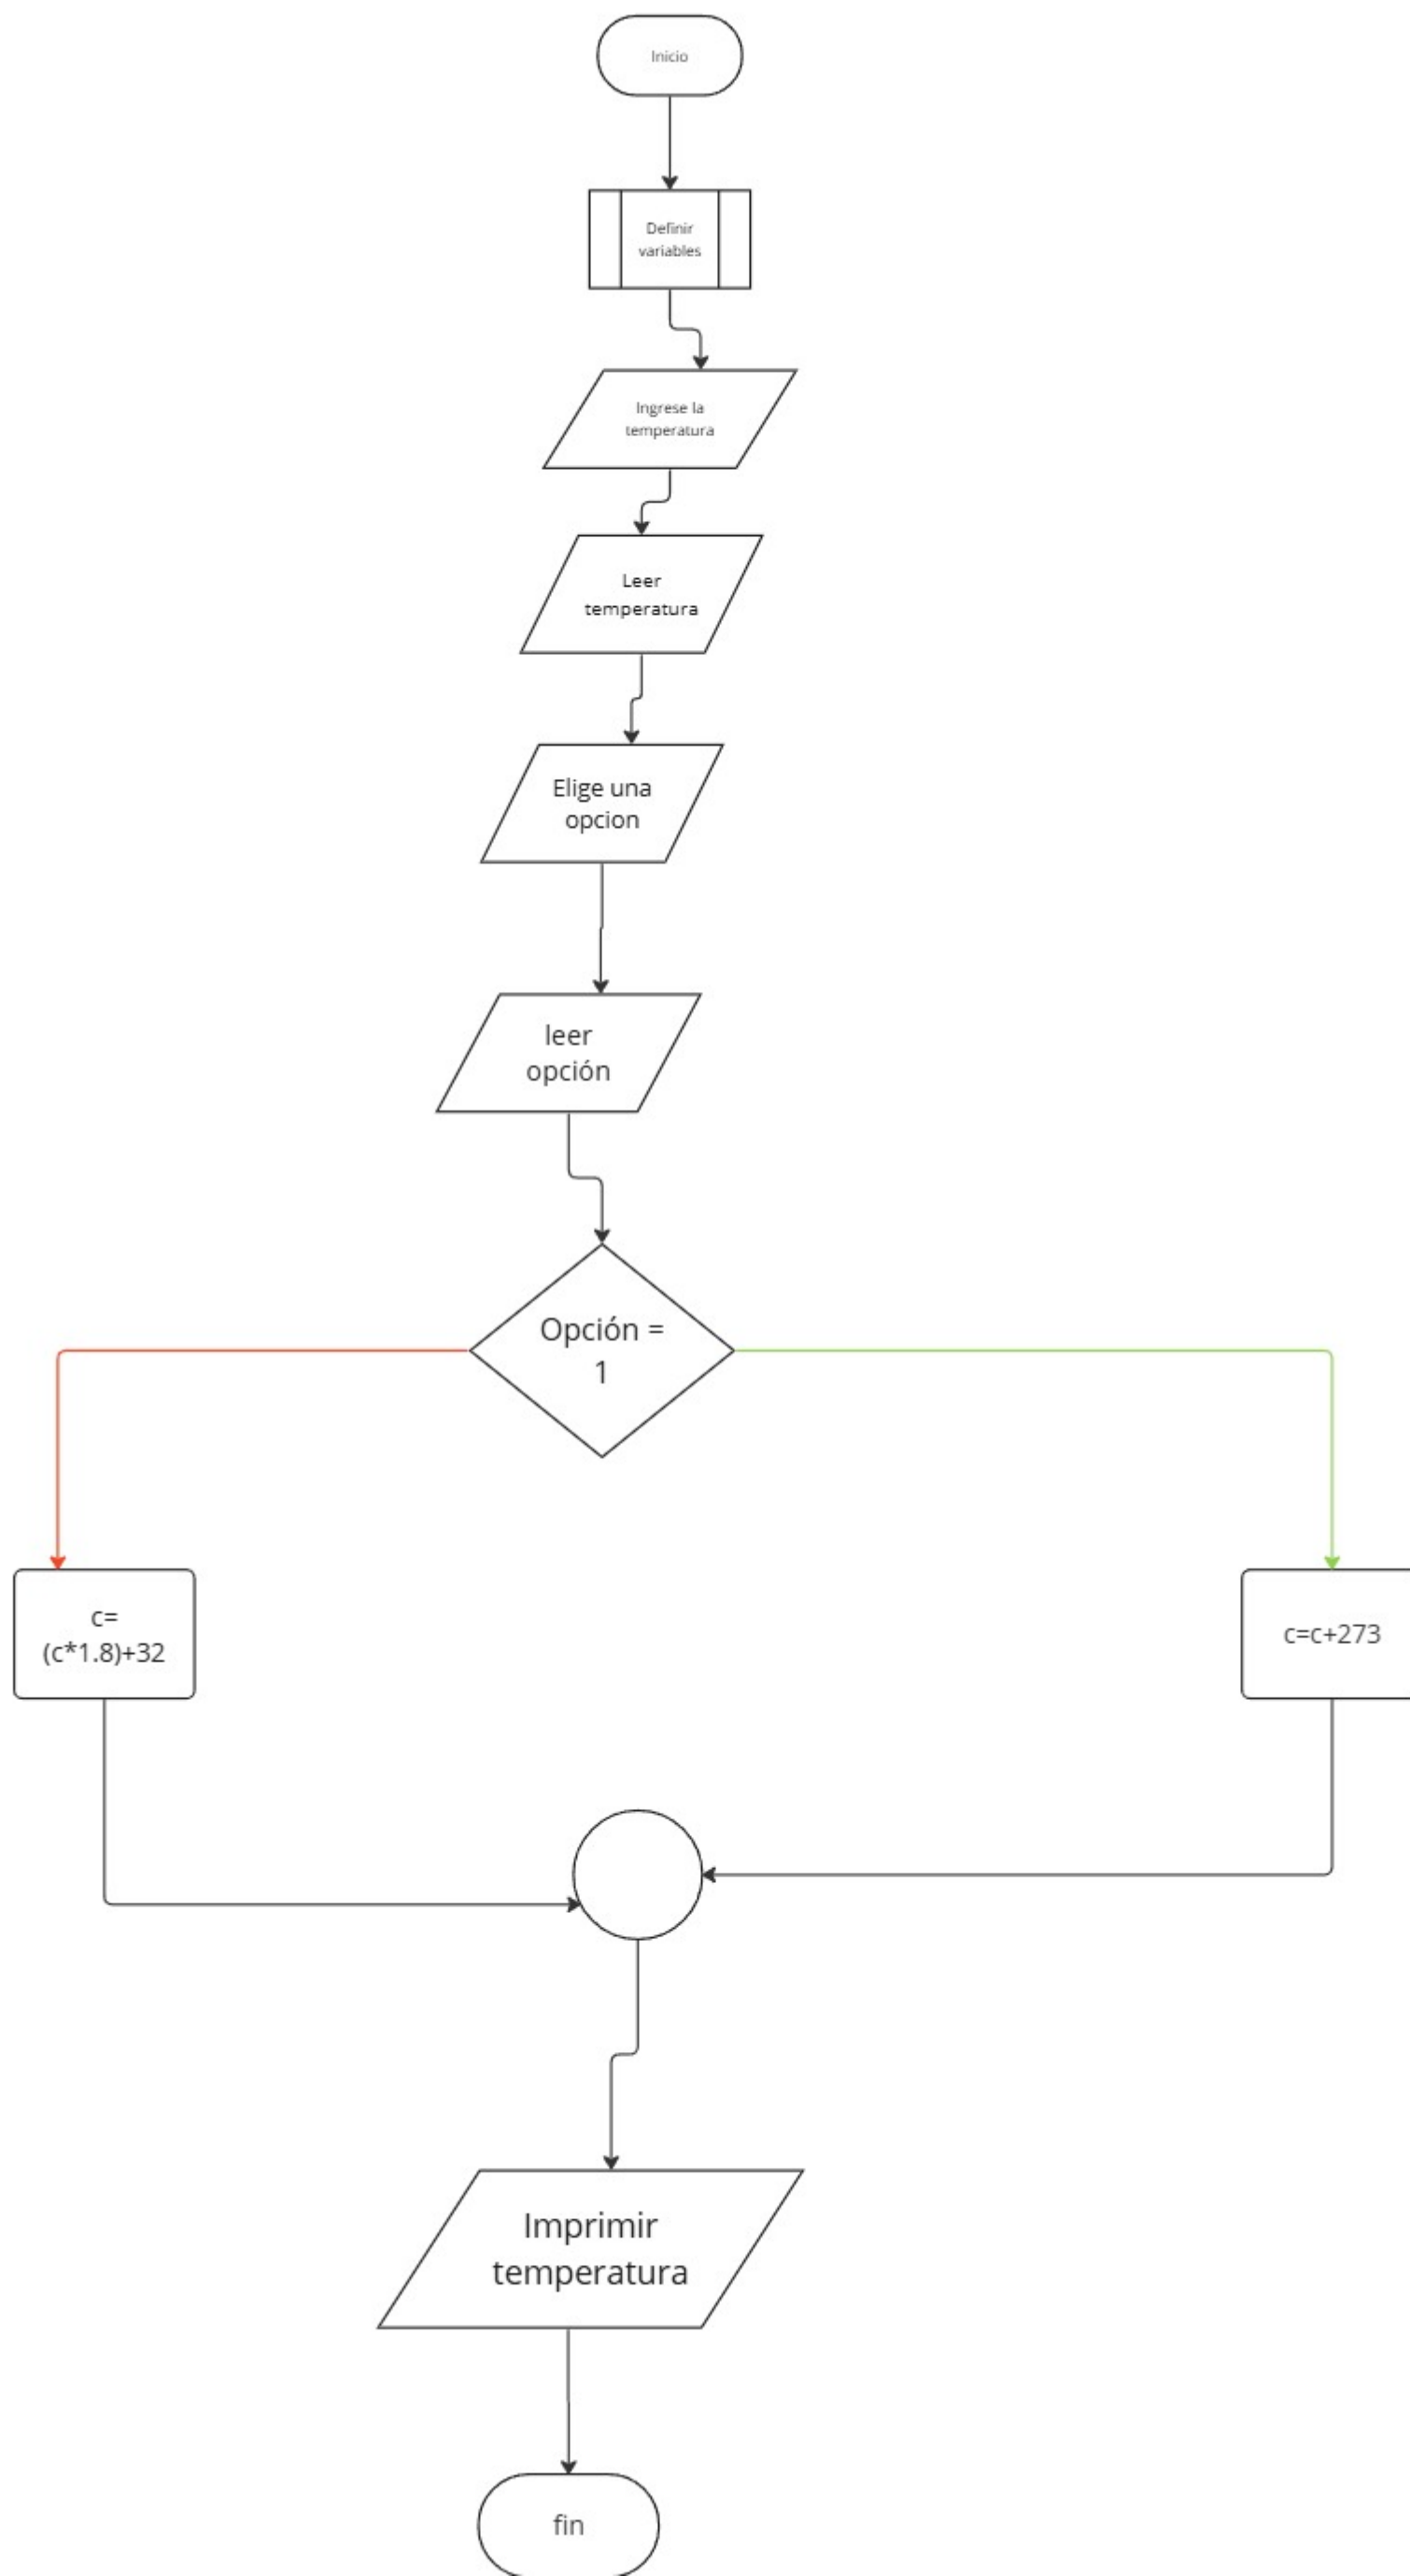 Inicio
Definir
variables
Ingrese la
temperatura
Leer
temperatura
Elige una
opcion
leer
opción
Opción =
1
c=
(c*1.8)+32
c=c+273
Imprimir
temperatura
fin